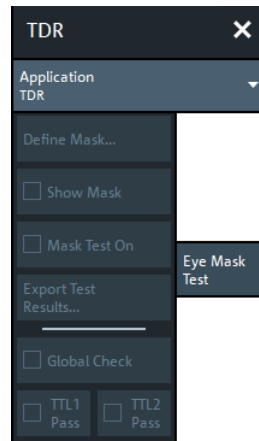 TDR
Application
TDR
Define Mask...
Show Mask
Mask Test On
Eye Mask
Test
Export Test
Results...
Global Check
TTL1
Pass
TTL2
Pass